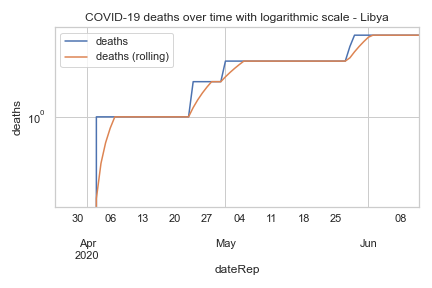 COVID-19 deaths over time with logarithmic scale - Libya
deaths
deaths (rolling)
deaths
10⁰
30 06 13 20 27 04 11 18 25 08
Apr May Jun
2020
dateRep